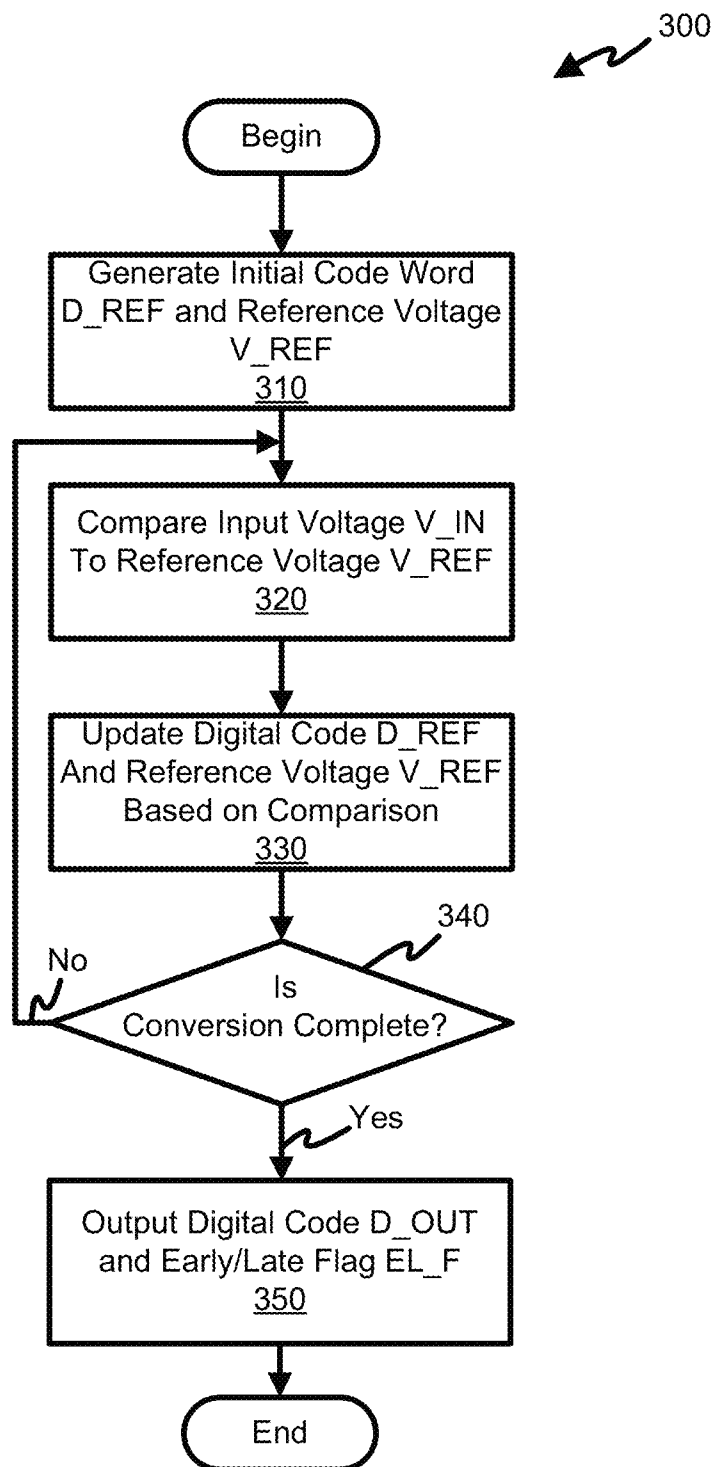 300
Begin
Generate Initial Code Word
D_REF and Reference Voltage
V_REF
310
Compare Input Voltage V_IN
To Reference Voltage V_REF
320
Update Digital Code D_REF
And Reference Voltage V_REF
Based on Comparison
330
340
No
Is
Conversion Complete?
Yes
Output Digital Code D_OUT
and Early/Late Flag EL_F
350
End